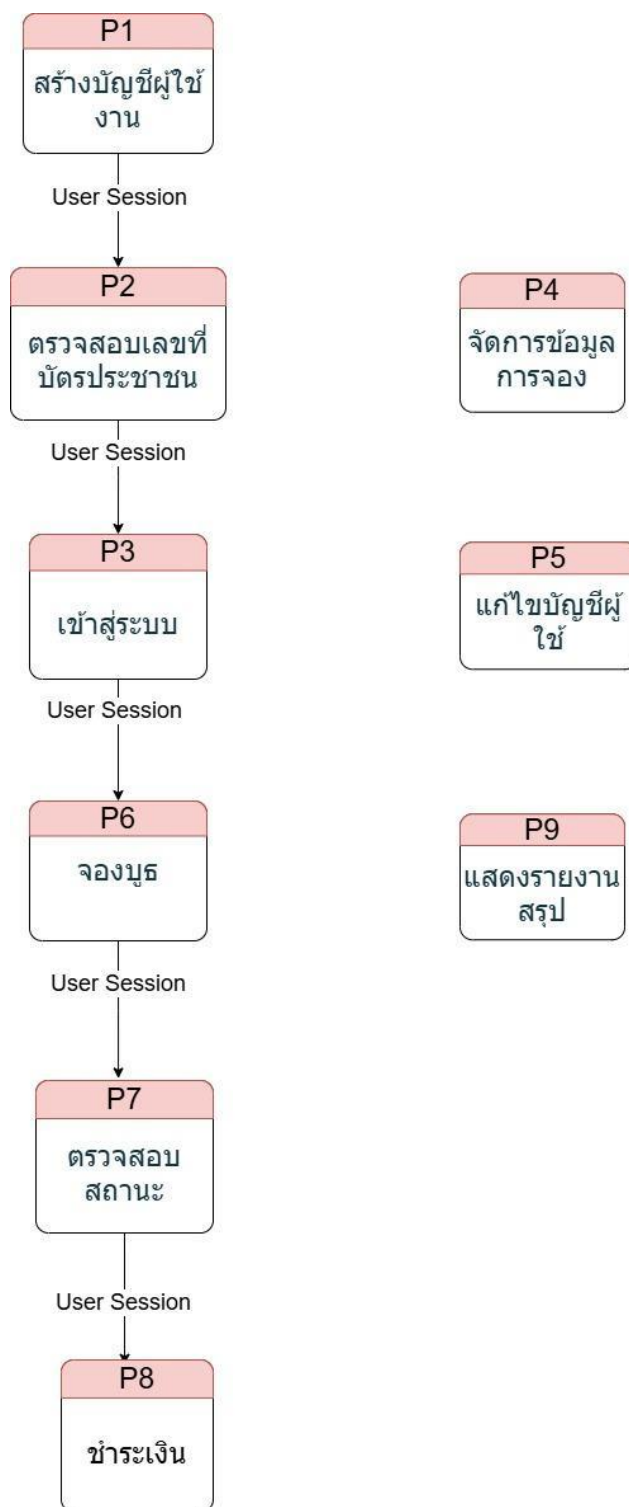 P1
สร้างบัญชีผู้ใช้
งาน
User Session
P2
ตรวจสอบเลขที่
บัตรประชาชน
User Session
P3
เข้าสู่ระบบ
User Session
P6
จองบูธ
User Session
P7
ตรวจสอบ
สถานะ
User Session
P8
ชำระเงิน
P4
จัดการข้อมูล
การจอง
P5
แก้ไขบัญชีผู้
ใช้
P9
แสดงรายงาน
สรุป